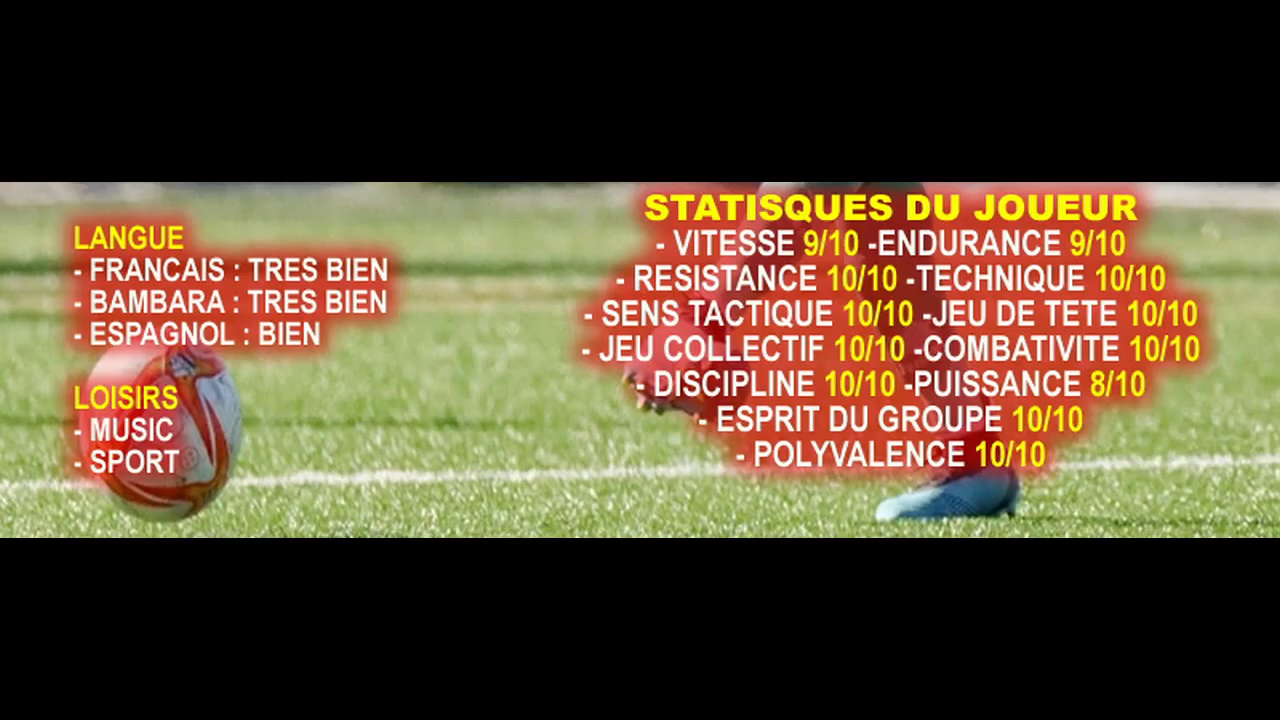 LANGUE
- FRANCAIS : TRES BIEN
- BAMBARA : TRES BIEN
- ESPAGNOL : BIEN
LOISIRS
- MUSIC
- SPORT
STATISQUES DU JOUEUR
- VITESSE 9/10 -ENDURANCE 9/10
- RESISTANCE 10/10 -TECHNIQUE 10/10
- SENS TACTIQUE 10/10 -JEU DE TETE 10/10
- JEU COLLECTIF 10/10 -COMBATIVITE 10/10
- DISCIPLINE 10/10 -PUISSANCE 8/10
- ESPRIT DU GROUPE 10/10
- POLYVALENCE 10/10